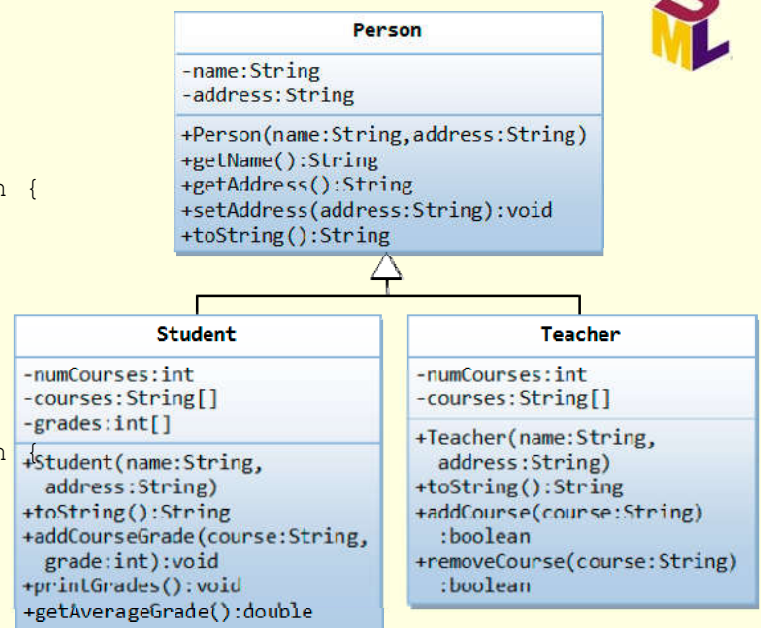 Person
-name:String
-address:String
+Person(name:String,address:String)
+getName():String
+getAddress():String
+setAddress(address:String):void
+toString():String
UML
n {
Student
-numCourses:int
-courses:String[]
-grades:int[]
n {
+Student(name:String,
address:String)
+toString():String
+addCourseGrade(course:String,
grade:int):void
+printGrades():void
+getAverageGrade():double
Teacher
-numCourses:int
-courses:String[]
+Teacher(name:String,
address:String)
+toString():String
+addCourse(course:String)
:boolean
+removeCourse(course:String)
:boolean